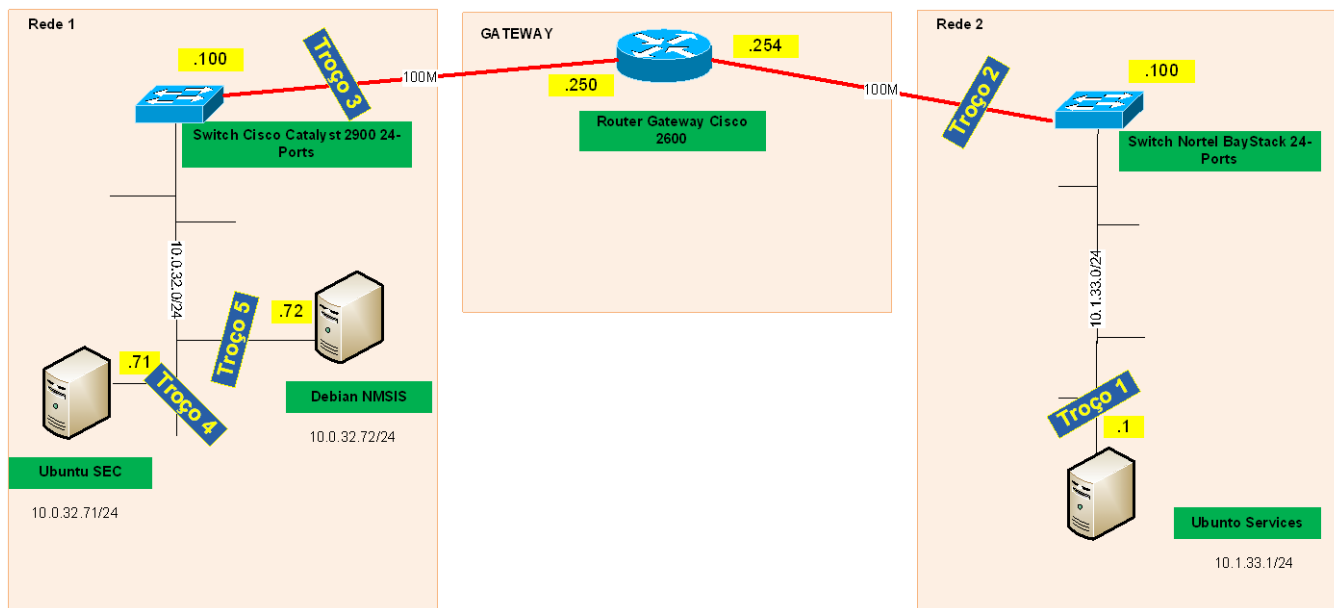 Rede 1
.100
Troço 3
100M
Switch Cisco Catalyst 2900 24-
Ports
10.0.32.0/24
Troço 5
.72
.71
Troço 4
Debian NMSIS
10.0.32.72/24
Ubuntu SEC
10.0.32.71/24
GATEWAY
.254
.250
Router Gateway Cisco
2600
100M
Rede 2
Troço 2
.100
Switch Nortel BayStack 24-
Ports
10.1.33.0/24
Troço 1
.1
Ubunto Services
10.1.33.1/24